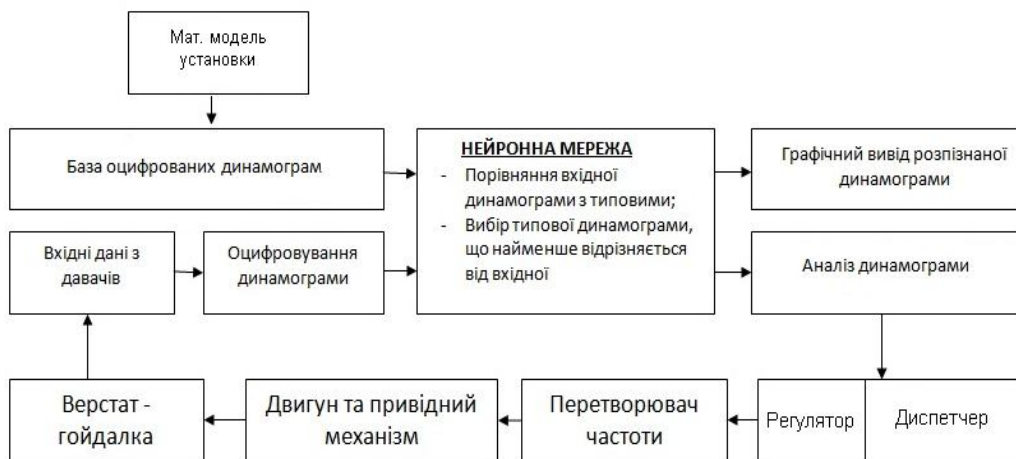 Мат. модель
установки
База оцифрованих динамограм
НЕЙРОННА МЕРЕЖА
- Порівняння вхідної
динамограми з типовими;
- Вибір типової динамограми,
що найменше відрізняється
від вхідної
Графічний вивід розпізнаної
динамограми
Вхідні дані з
давачів
Оцифровування
динамограми
Аналіз динамограми
Верстат -
гойдалка
Двигун та привідний
механізм
Перетворювач
частоти
Регулятор
Диспетчер